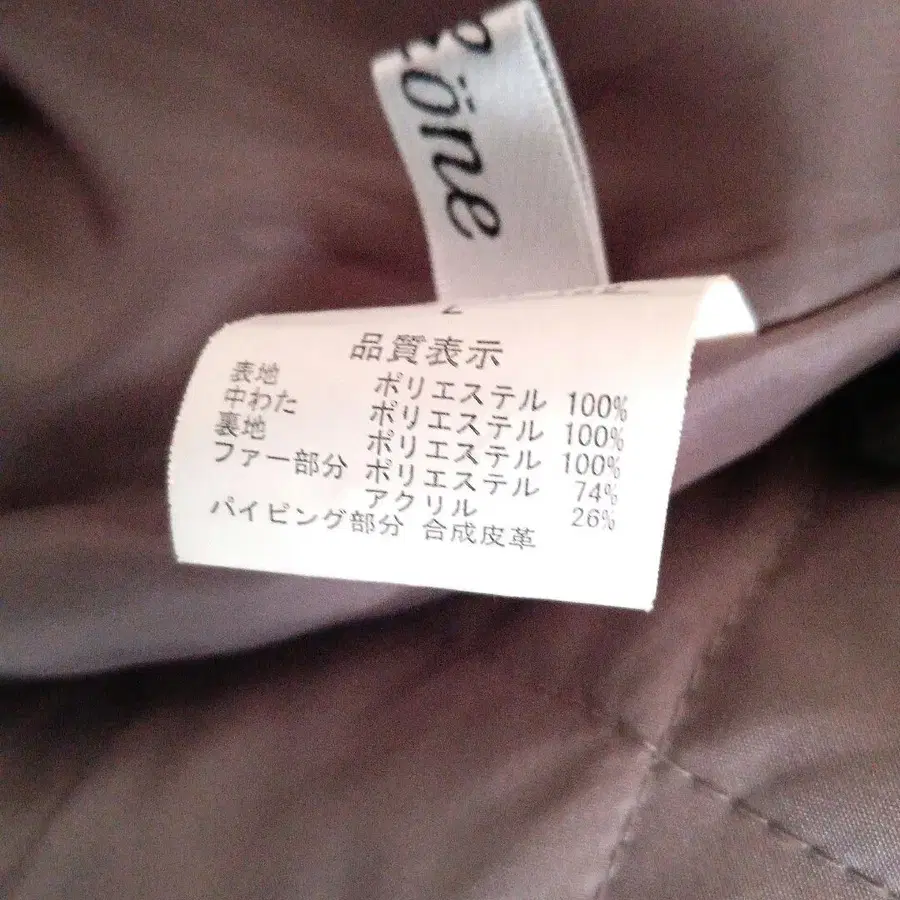 öne
品質表示
表地 ポリエステル 100%
中わた ポリエステル 100%
裏地 ポリエステル 100%
ファー部分 ポリエステル 74%
アクリル 26%
パイピング部分 合成皮革